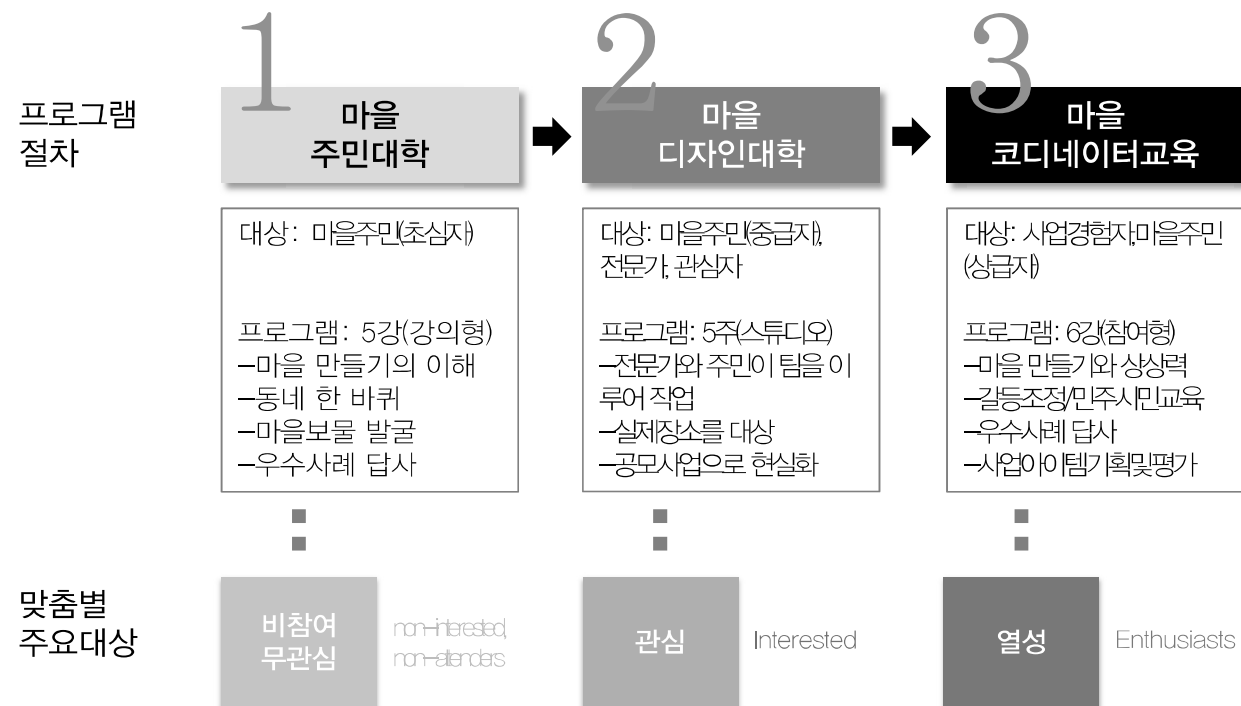 프로그램
절차
1
마을
주민대학
2
마을
디자인대학
3
마을
코디네이터교육
대상: 마을주민(초심자)
프로그램: 5강(강의형)
–마을 만들기의 이해
–동네 한 바퀴
–마을보물 발굴
–우수사례 답사
대상: 마을주민(중급자),
전문가, 관심자
프로그램: 5주(스튜디오)
–전문가와 주민이 팀을 이
루어 작업
–실제장소를 대상
–공모사업으로 현실화
대상: 사업경험자,마을주민
(상급자)
프로그램: 6강(참여형)
–마을 만들기와 상상력
–갈등조정/민주시민교육
–우수사례 답사
–사업아이템기획및평가
맞춤별
주요대상
비참여
무관심
non-interested,
non-attenders
관심
Interested
열성
Enthusiasts